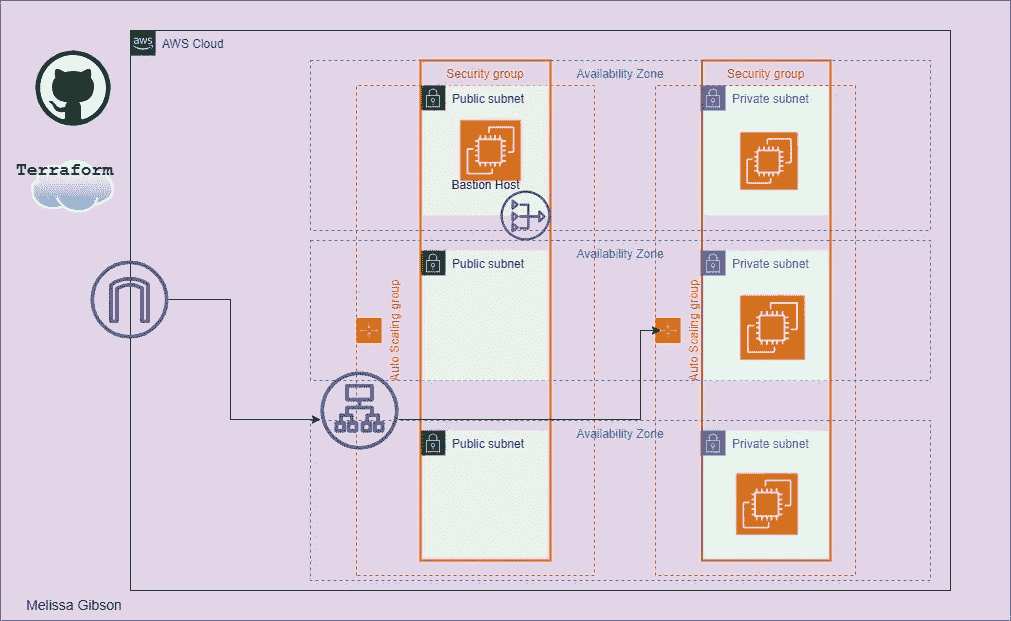 aws
AWS Cloud
Security group
Availability Zone
Security group
Public subnet
Private subnet
Terraform
Bastion Host
Availability Zone
Public subnet
Private subnet
Auto Scaling group
Auto Scaling group
Availability Zone
Public subnet
Private subnet
Melissa Gibson